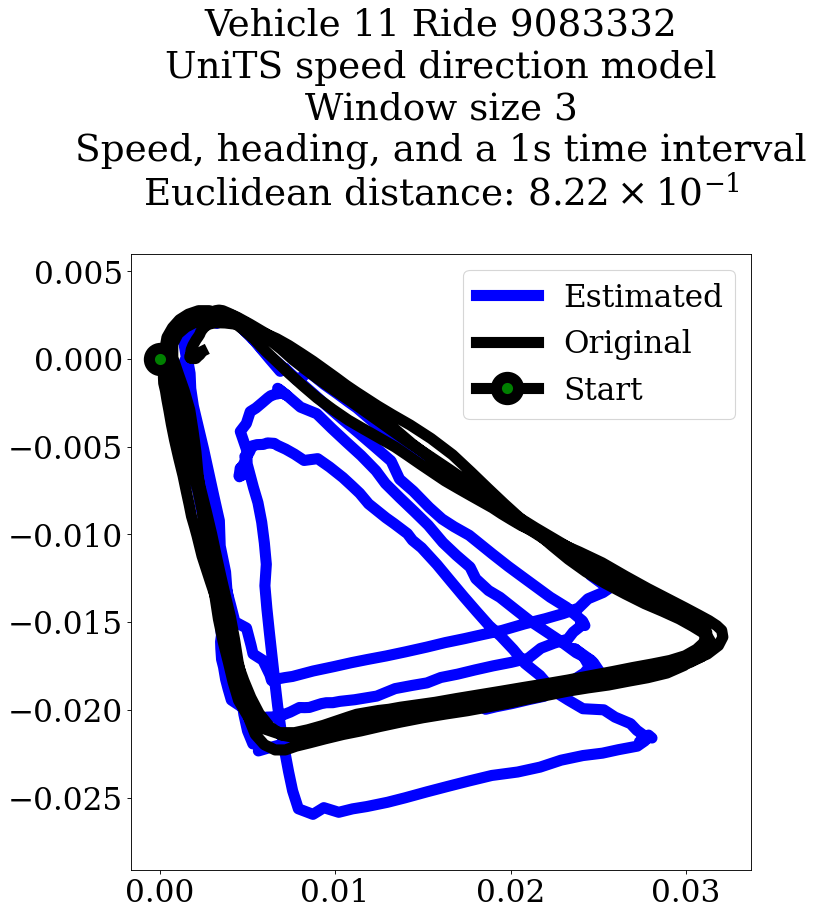 Vehicle 11 Ride 9083332
UniTS speed direction model
Window size 3
Speed, heading, and a 1s time interval
Euclidean distance: 8.22 × 10⁻¹
0.005
0.000
−0.005
−0.010
−0.015
−0.020
−0.025
Estimated
Original
Start
0.00 0.01 0.02 0.03